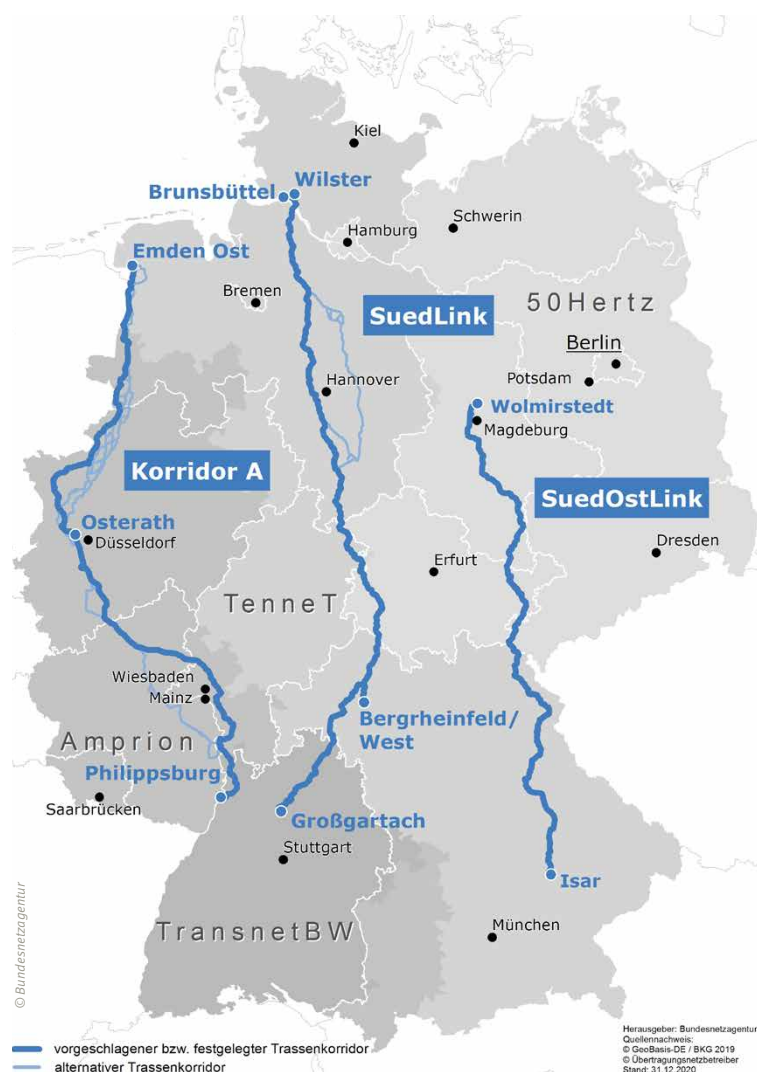 Kiel
Brunsbüttel
Wilster
Schwerin
Hamburg
Emden Ost
Bremen
SuedLink
50Hertz
Berlin
Potsdam
Hannover
Wolmirstedt
Magdeburg
Korridor A
SuedOstLink
Osterath
Düsseldorf
Dresden
Erfurt
TenneT
Wiesbaden
Mainz
Bergrheinfeld/
West
Amprion
Philippsburg
Saarbrücken
Großgartach
Stuttgart
Isar
TransnetBW
München
© Bundesnetzagentur
vorgeschlagener bzw. festgelegter Trassenkorridor
alternativer Trassenkorridor
Herausgeber: Bundesnetzagentur
Quellennachweis:
© GeoBasis-DE / BKG 2019
© Übertragungsnetzbetreiber
Stand: 31.12.2020